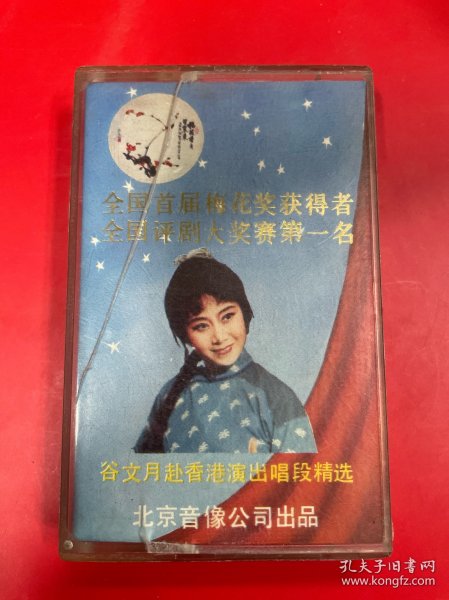 全国首届梅花奖获得者
全国评剧大奖赛第一名
谷文月赴香港演出唱段精选
北京音像公司出品
孔夫子旧书网
www.kongfz.com